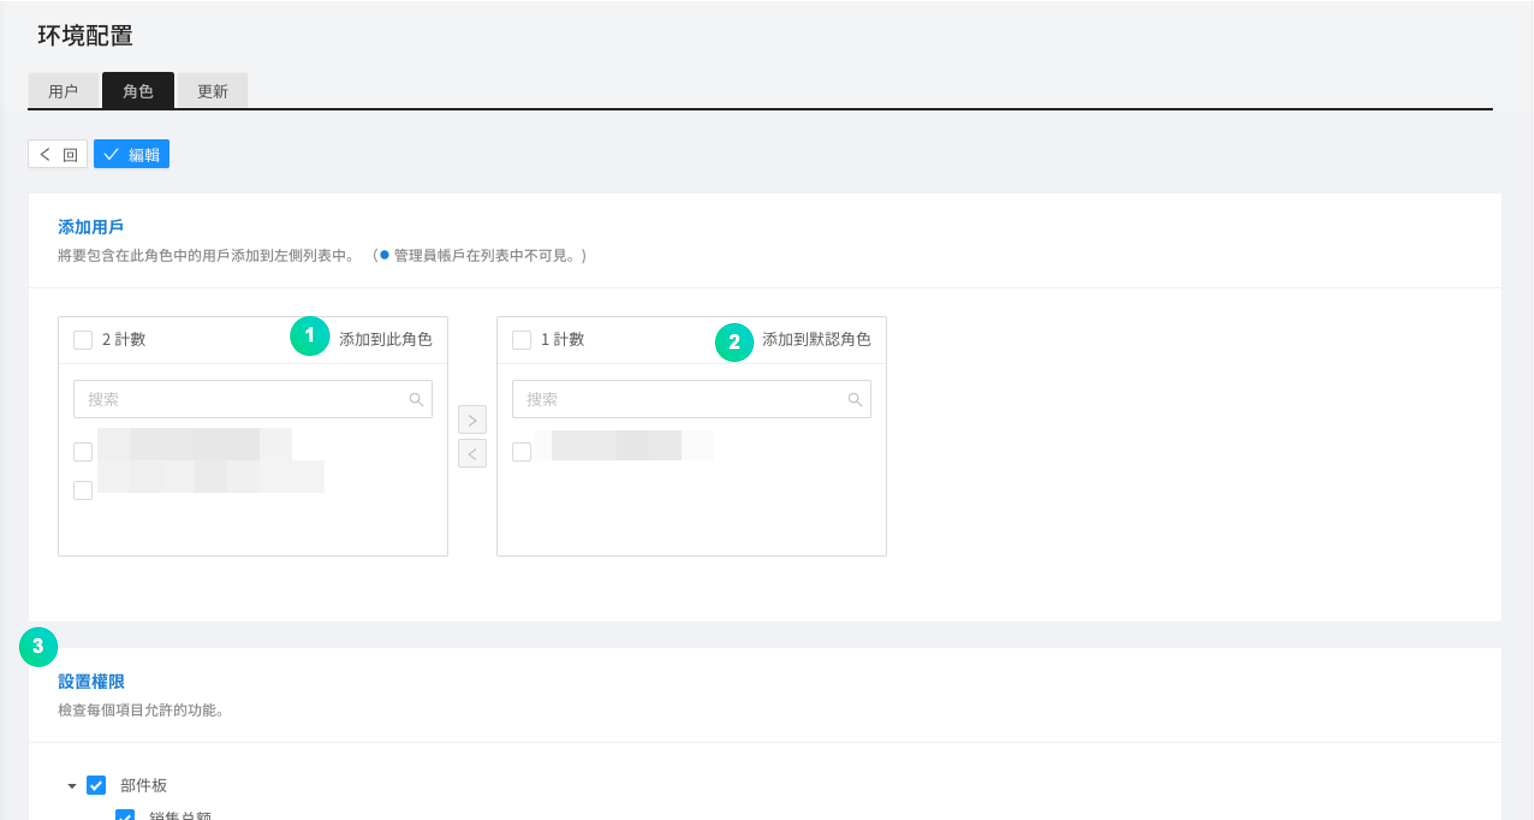 环境配置
用户 角色 更新
回 編輯
添加用戶
將要包含在此角色中的用戶添加到左側列表中。 (● 管理員帳戶在列表中不可見。)
2 計數 1 添加到此角色 1 計數 2 添加到默認角色
搜索 搜索
3
設置權限
檢查每個項目允許的功能。
部件板
销售总额